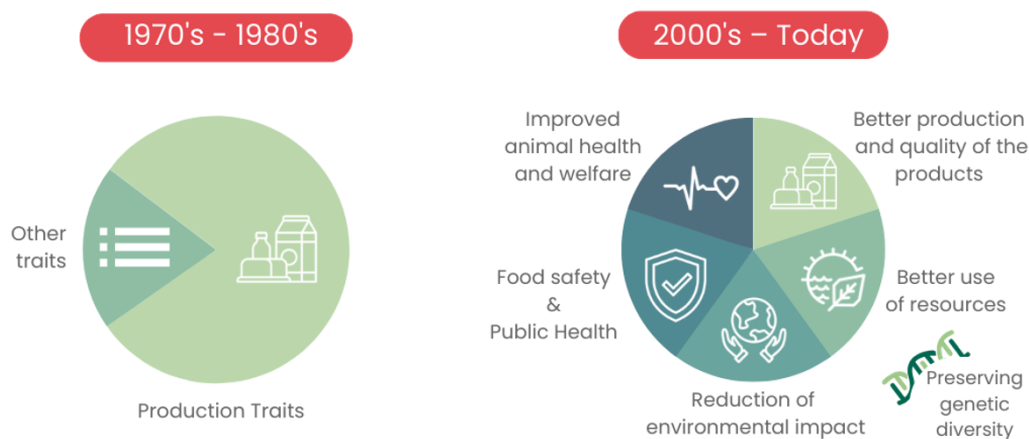 1970's - 1980's
Other
traits
Production Traits
2000's – Today
Improved
animal health
and welfare
Better production
and quality of the
products
Food safety
&
Public Health
Better use
of resources
Reduction of
environmental impact
Preserving
genetic
diversity